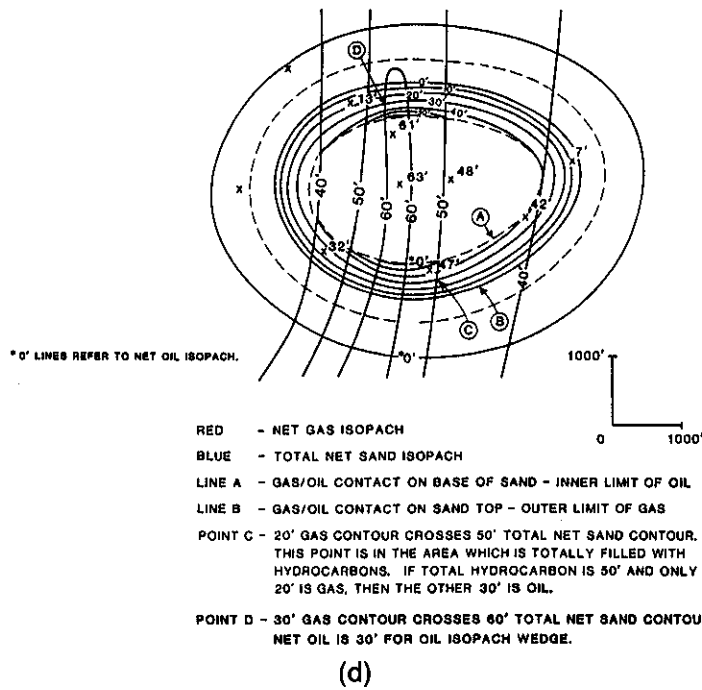 D
0'
0'
13'
20'
30'
40'
61'
7'
63'
48'
40'
50'
60'
60'
50'
42'
A
32'
*0'
47'
40'
C
B
*0' LINES REFER TO NET OIL ISOPACH.
*0'
1000'
0 1000'
RED - NET GAS ISOPACH
BLUE - TOTAL NET SAND ISOPACH
LINE A - GAS/OIL CONTACT ON BASE OF SAND - INNER LIMIT OF OIL
LINE B - GAS/OIL CONTACT ON SAND TOP - OUTER LIMIT OF GAS
POINT C - 20' GAS CONTOUR CROSSES 50' TOTAL NET SAND CONTOUR.
THIS POINT IS IN THE AREA WHICH IS TOTALLY FILLED WITH
HYDROCARBONS. IF TOTAL HYDROCARBON IS 50' AND ONLY
20' IS GAS, THEN THE OTHER 30' IS OIL.
POINT D - 30' GAS CONTOUR CROSSES 60' TOTAL NET SAND CONTOU
NET OIL IS 30' FOR OIL ISOPACH WEDGE.
(d)